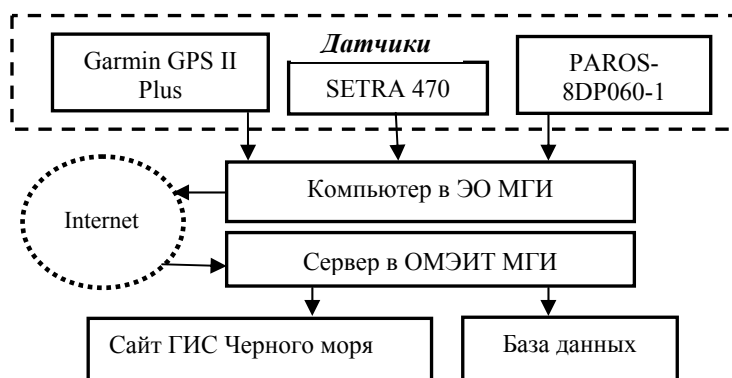 Датчики
Garmin GPS II
Plus
SETRA 470
PAROS-
8DP060-1
Компьютер в ЭО МГИ
Internet
Сервер в ОМЭИТ МГИ
Сайт ГИС Черного моря
База данных